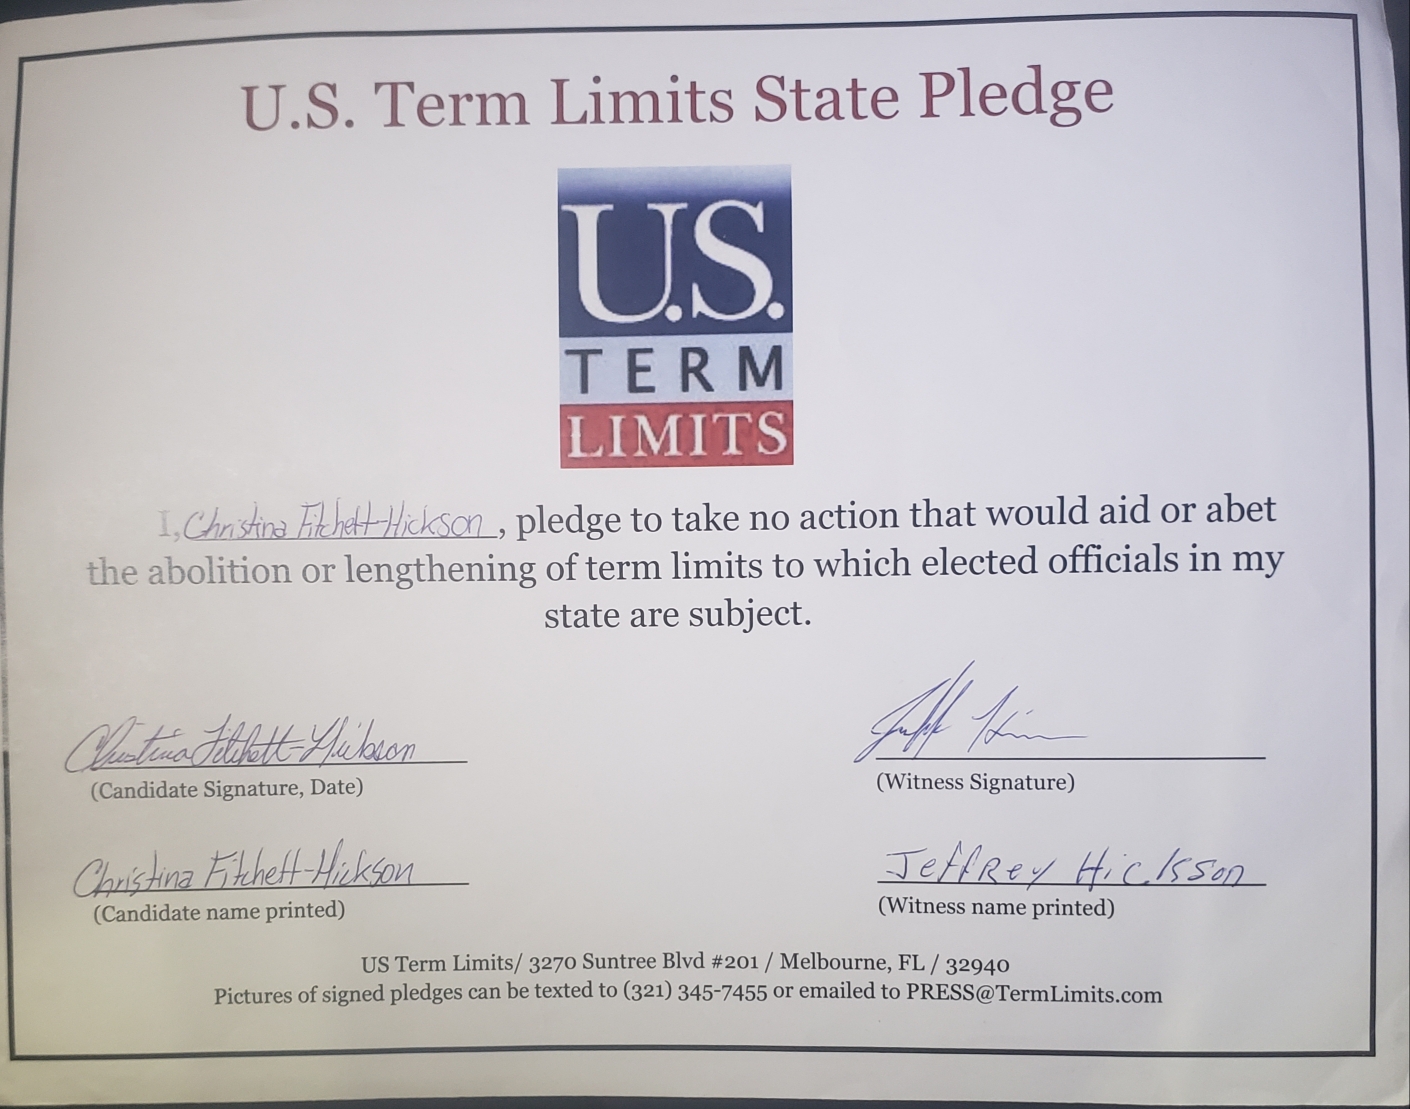 U.S. Term Limits State Pledge
U.S.
TERM
LIMITS
I, Christina Fitchett-Hickson, pledge to take no action that would aid or abet
the abolition or lengthening of term limits to which elected officials in my
state are subject.
Christina Fitchett-Hickson
(Candidate Signature, Date)
Jeff Hickson
(Witness Signature)
Christina Fitchett-Hickson
(Candidate name printed)
Jeffrey Hickson
(Witness name printed)
US Term Limits/ 3270 Suntree Blvd #201 / Melbourne, FL / 32940
Pictures of signed pledges can be texted to (321) 345-7455 or emailed to PRESS@TermLimits.com